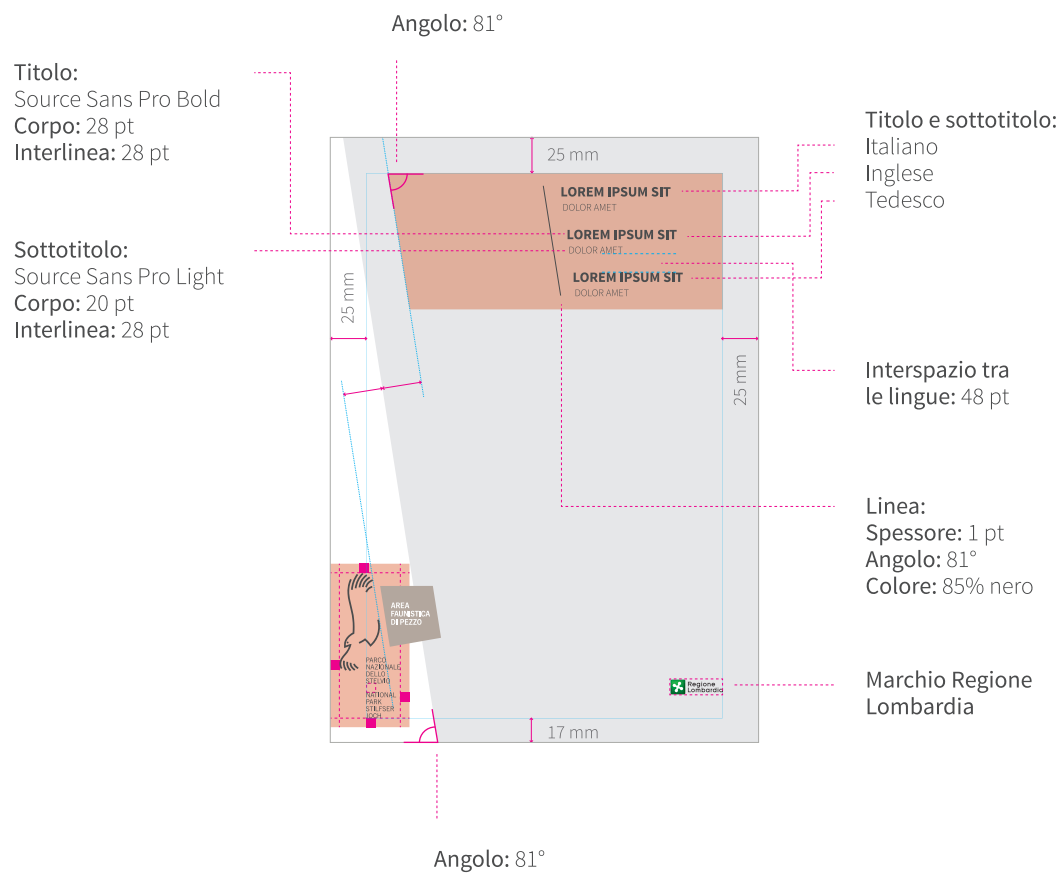 Angolo: 81°
Titolo:
Source Sans Pro Bold
Corpo: 28 pt
Interlinea: 28 pt
Sottotitolo:
Source Sans Pro Light
Corpo: 20 pt
Interlinea: 28 pt
25 mm
25 mm
LOREM IPSUM SIT
DOLOR AMET
LOREM IPSUM SIT
DOLOR AMET
LOREM IPSUM SIT
DOLOR AMET
25 mm
Titolo e sottotitolo:
Italiano
Inglese
Tedesco
Interspazio tra
le lingue: 48 pt
Linea:
Spessore: 1 pt
Angolo: 81°
Colore: 85% nero
AREA
FAUNISTICA
DI PEZZO
PARCO
NAZIONALE
DELLO
STELVIO
NATIONAL
PARK
STILFSER
JOCH
Regione
Lombardia
Marchio Regione
Lombardia
17 mm
Angolo: 81°